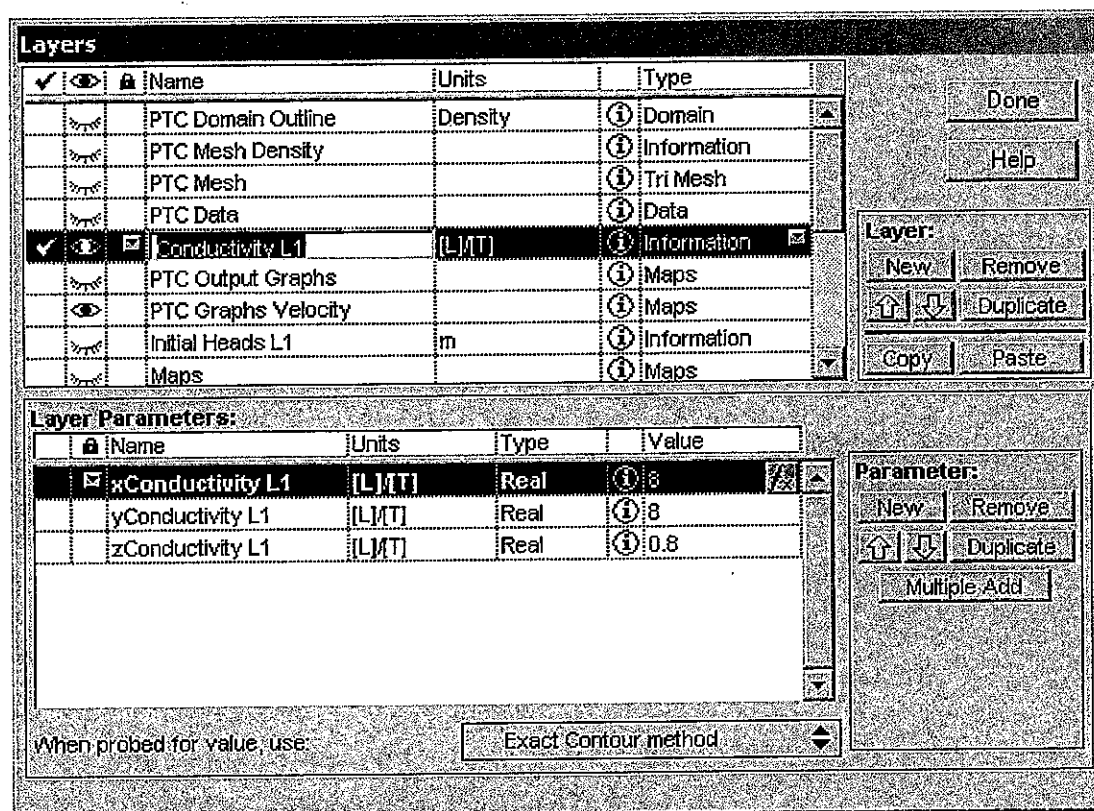 Layers
Name Units Type
PTC Domain Outline Density Domain
PTC Mesh Density Information
PTC Mesh Tri Mesh
PTC Data Data
Conductivity L1 [L]/[T] Information
PTC Output Graphs Maps
PTC Graphs Velocity Maps
Initial Heads L1 m Information
Maps Maps
Done
Help
Layer:
New Remove
Duplicate
Copy Paste
Layer Parameters:
Name Units Type Value
xConductivity L1 [L]/[T] Real 8
yConductivity L1 [L]/[T] Real 8
zConductivity L1 [L]/[T] Real 0.8
Parameter:
New Remove
Duplicate
Multiple Add
When probed for value, use: Exact Contour method